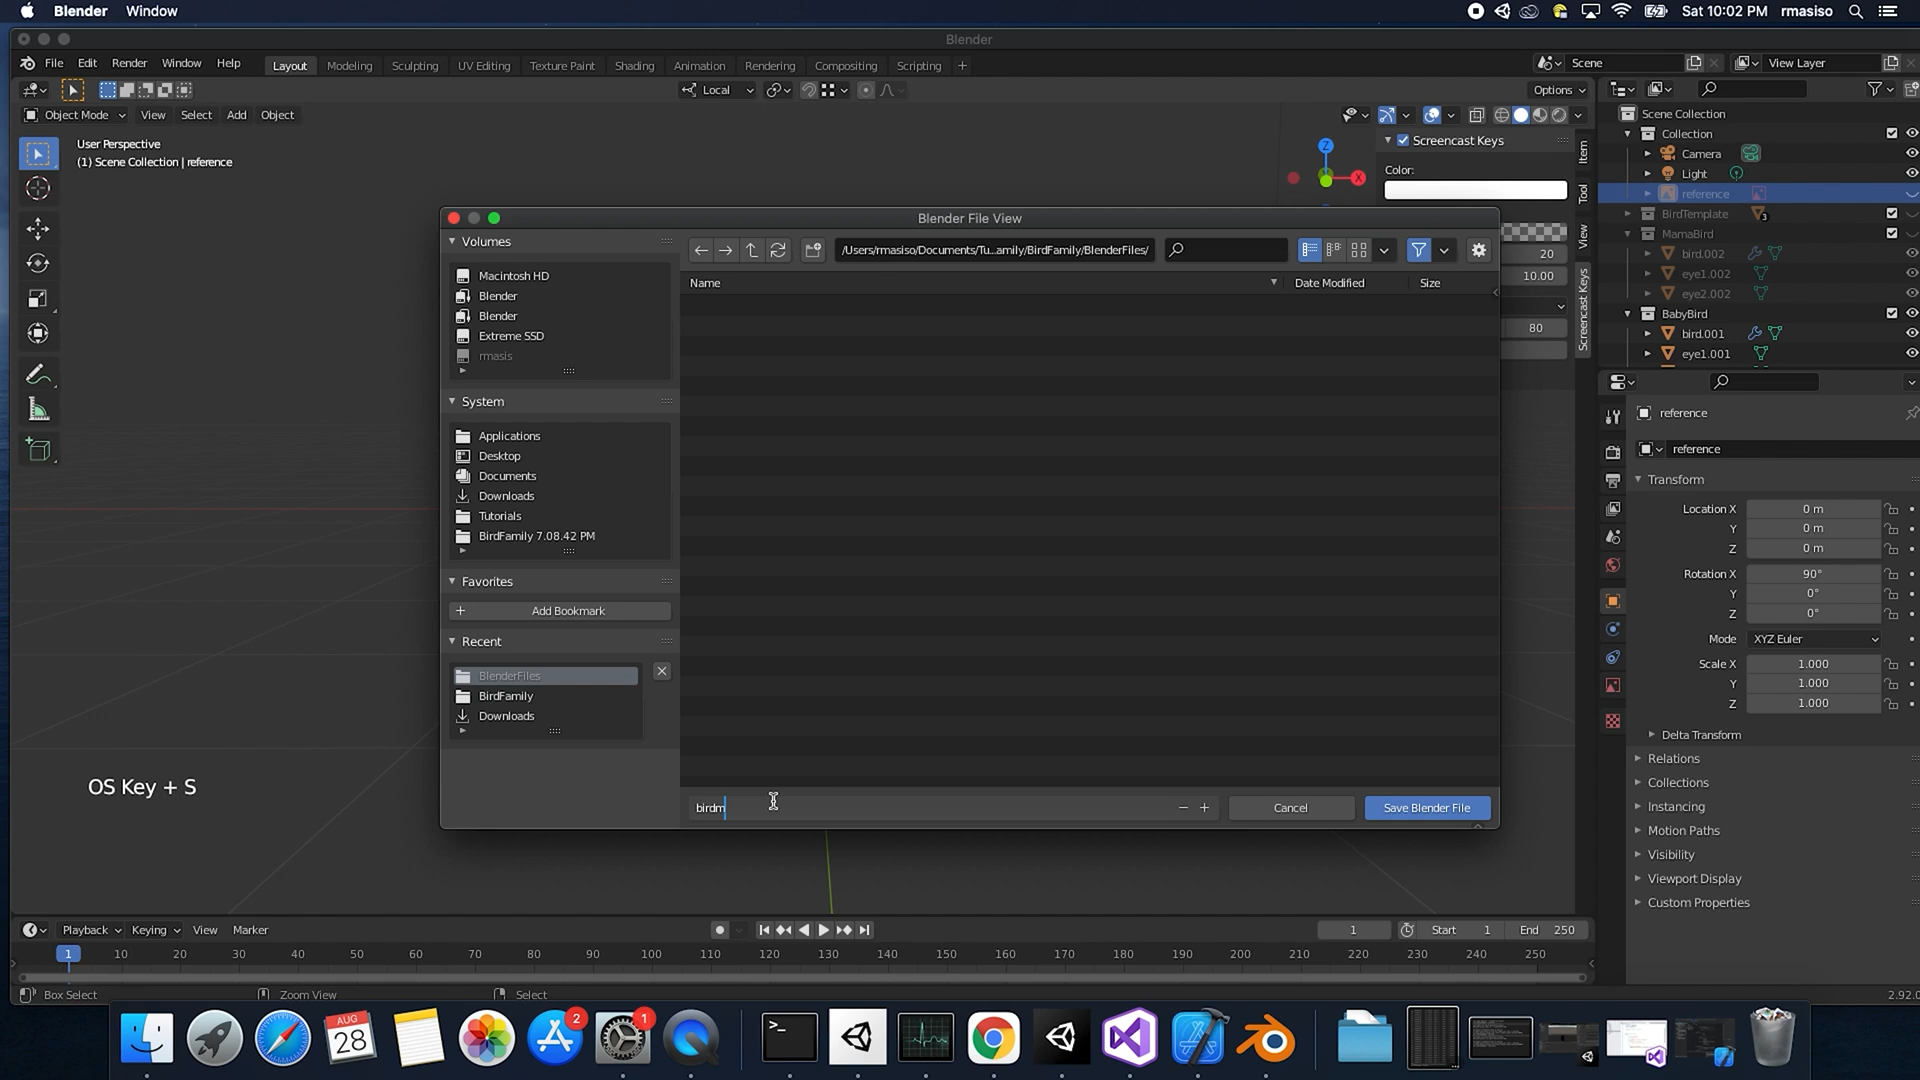 Blender Window Sat 10:02 PM rmasiso
Blender
File Edit Render Window Help Layout Modeling Sculpting UV Editing Texture Paint Shading Animation Rendering Compositing Scripting + Scene View Layer
Local Options
Object Mode View Select Add Object
User Perspective
(1) Scene Collection | reference
Z
X
Screencast Keys
Color:
20
10.00
80
Item
Tool
View
Screencast Keys
Scene Collection
Collection
Camera
Light
reference
BirdTemplate 3
MamaBird
bird.002
eye1.002
eye2.002
BabyBird
bird.001
eye1.001
Blender File View
Volumes
Macintosh HD
Blender
Blender
Extreme SSD
rmasis
System
Applications
Desktop
Documents
Downloads
Tutorials
BirdFamily 7.08.42 PM
Favorites
+ Add Bookmark
Recent
BlenderFiles
BirdFamily
Downloads
/Users/rmasiso/Documents/Tu...amily/BirdFamily/BlenderFiles/
Name Date Modified Size
birdm
Cancel
Save Blender File
OS Key + S
reference
reference
Transform
Location X 0 m
Y 0 m
Z 0 m
Rotation X 90°
Y 0°
Z 0°
Mode XYZ Euler
Scale X 1.000
Y 1.000
Z 1.000
Delta Transform
Relations
Collections
Instancing
Motion Paths
Visibility
Viewport Display
Custom Properties
Playback Keying View Marker 1 Start 1 End 250
1 10 20 30 40 50 60 70 80 90 100 110 120 130 140 150 160 170 180 190 200 210 220 230 240 250
Box Select Zoom View Select 2.92.0
AUG
28
2
1